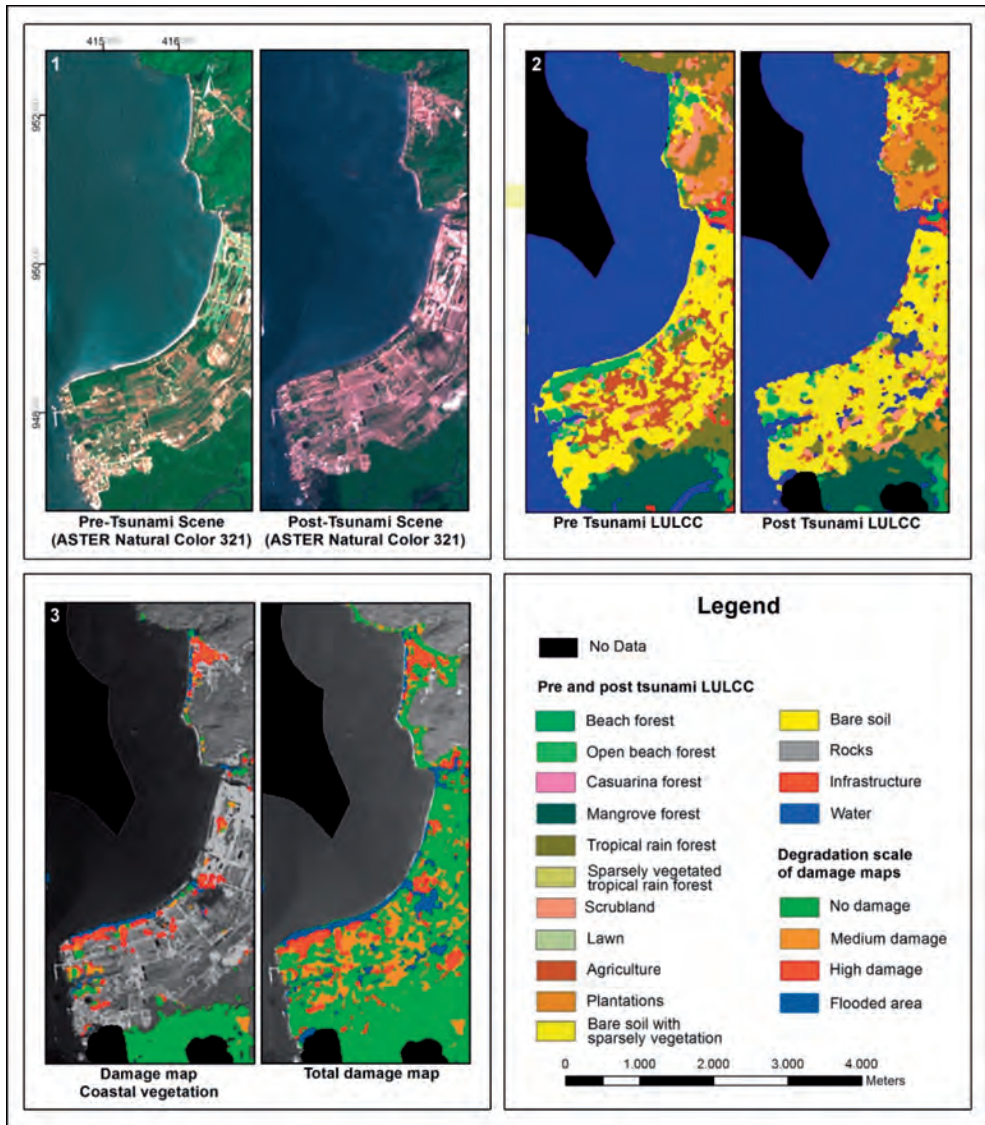 415
416
1
N
952
950
948
Pre-Tsunami Scene
(ASTER Natural Color 321)
Post-Tsunami Scene
(ASTER Natural Color 321)
2
Pre Tsunami LULCC
Post Tsunami LULCC
3
Damage map
Coastal vegetation
Total damage map
Legend
No Data
Pre and post tsunami LULCC
Beach forest
Open beach forest
Casuarina forest
Mangrove forest
Tropical rain forest
Sparsely vegetated
tropical rain forest
Scrubland
Lawn
Agriculture
Plantations
Bare soil with
sparsely vegetation
Bare soil
Rocks
Infrastructure
Water
Degradation scale
of damage maps
No damage
Medium damage
High damage
Flooded area
0 1.000 2.000 3.000 4.000
Meters